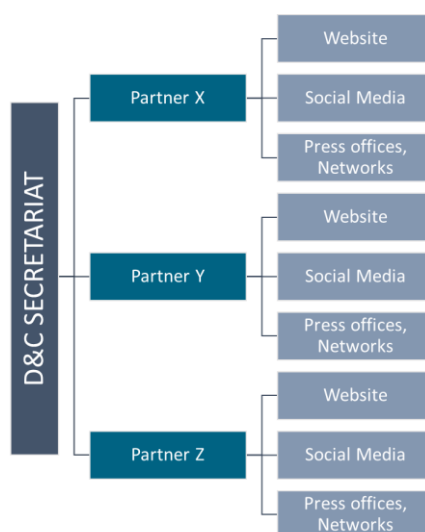 D&C SECRETARIAT
Partner X
Website
Social Media
Press offices,
Networks
Partner Y
Website
Social Media
Press offices,
Networks
Partner Z
Website
Social Media
Press offices,
Networks